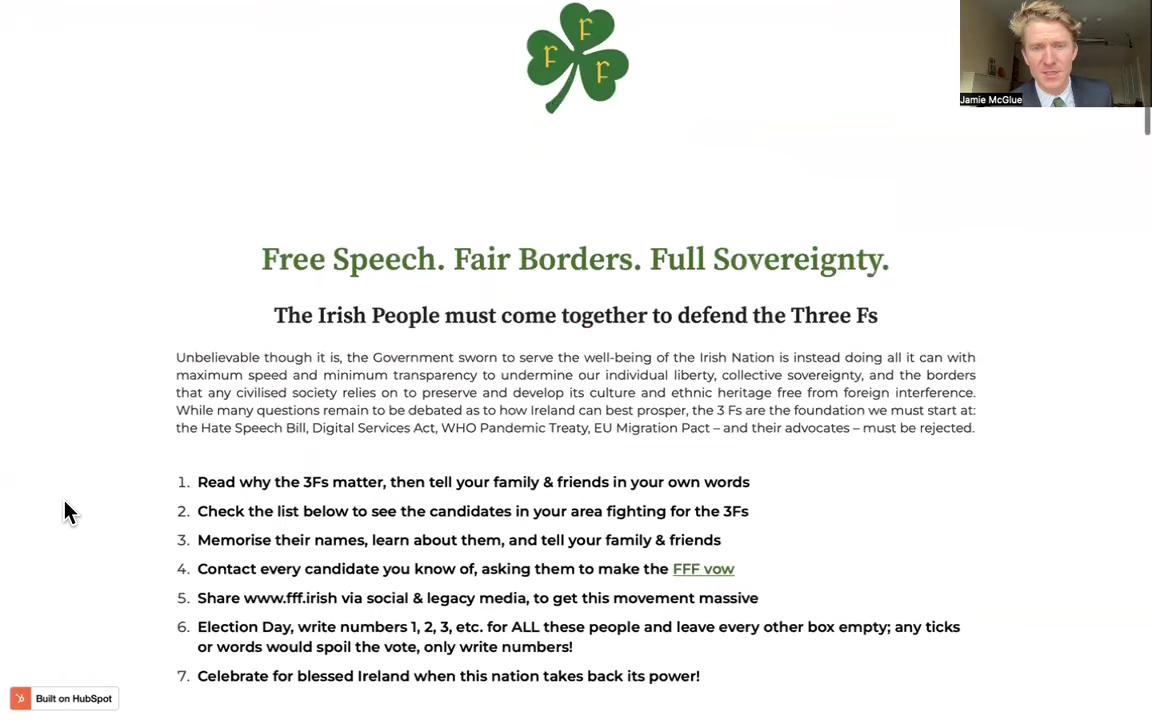 F
F
F
Jamie McGlue
Free Speech. Fair Borders. Full Sovereignty.
The Irish People must come together to defend the Three Fs
Unbelievable though it is, the Government sworn to serve the well-being of the Irish Nation is instead doing all it can with
maximum speed and minimum transparency to undermine our individual liberty, collective sovereignty, and the borders
that any civilised society relies on to preserve and develop its culture and ethnic heritage free from foreign interference.
While many questions remain to be debated as to how Ireland can best prosper, the 3 Fs are the foundation we must start at:
the Hate Speech Bill, Digital Services Act, WHO Pandemic Treaty, EU Migration Pact – and their advocates – must be rejected.
1. Read why the 3Fs matter, then tell your family & friends in your own words
2. Check the list below to see the candidates in your area fighting for the 3Fs
3. Memorise their names, learn about them, and tell your family & friends
4. Contact every candidate you know of, asking them to make the FFF vow
5. Share www.fff.irish via social & legacy media, to get this movement massive
6. Election Day, write numbers 1, 2, 3, etc. for ALL these people and leave every other box empty; any ticks
or words would spoil the vote, only write numbers!
7. Celebrate for blessed Ireland when this nation takes back its power!
Built on HubSpot